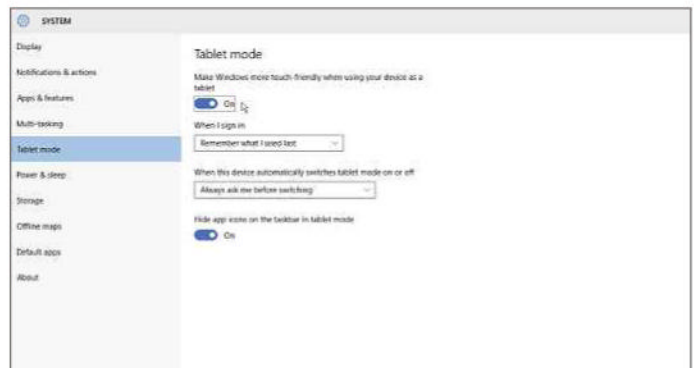 SYSTEM
Display
Notifications & actions
Apps & features
Multi-tasking
Tablet mode
Power & sleep
Storage
Offline maps
Default apps
About
Tablet mode
Make Windows more touch-friendly when using your device as a
tablet
On
When I sign in
Remember what I used last
When this device automatically switches tablet mode on or off
Always ask me before switching
Hide app icons on the taskbar in tablet mode
On